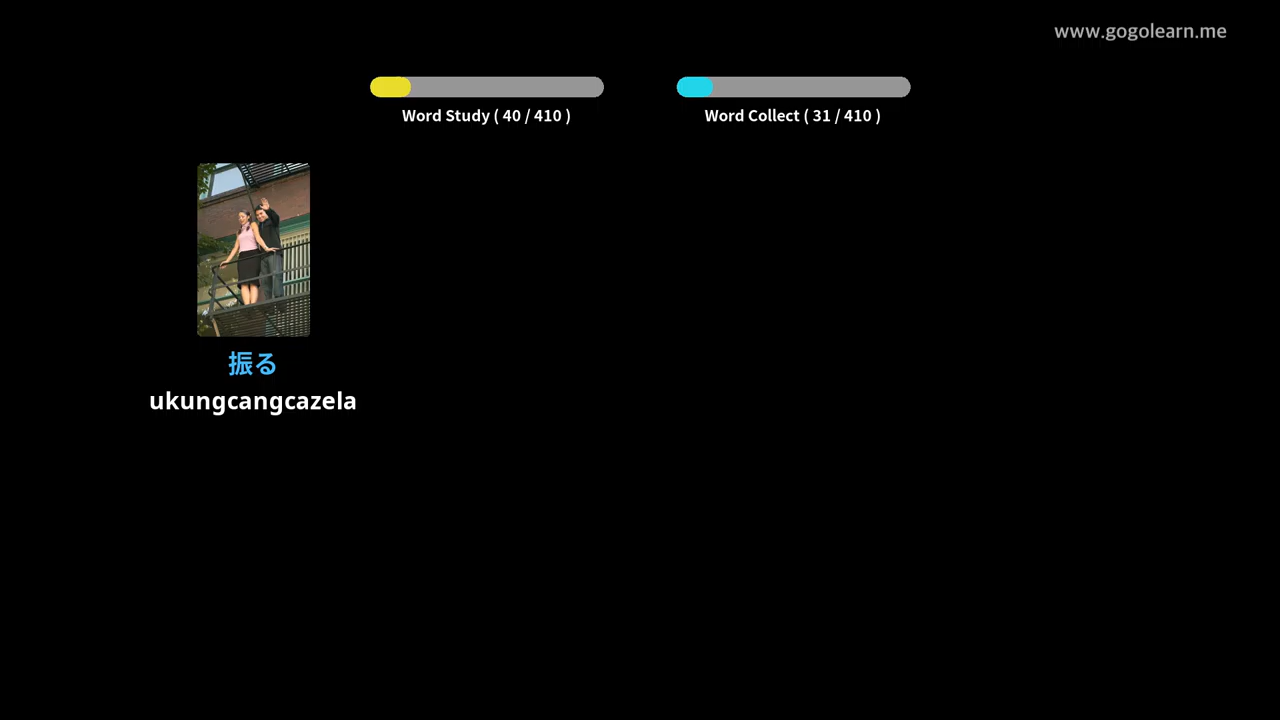 www.gogolearn.me
Word Study ( 40 / 410 )
Word Collect ( 31 / 410 )
振る
ukungcangcazela